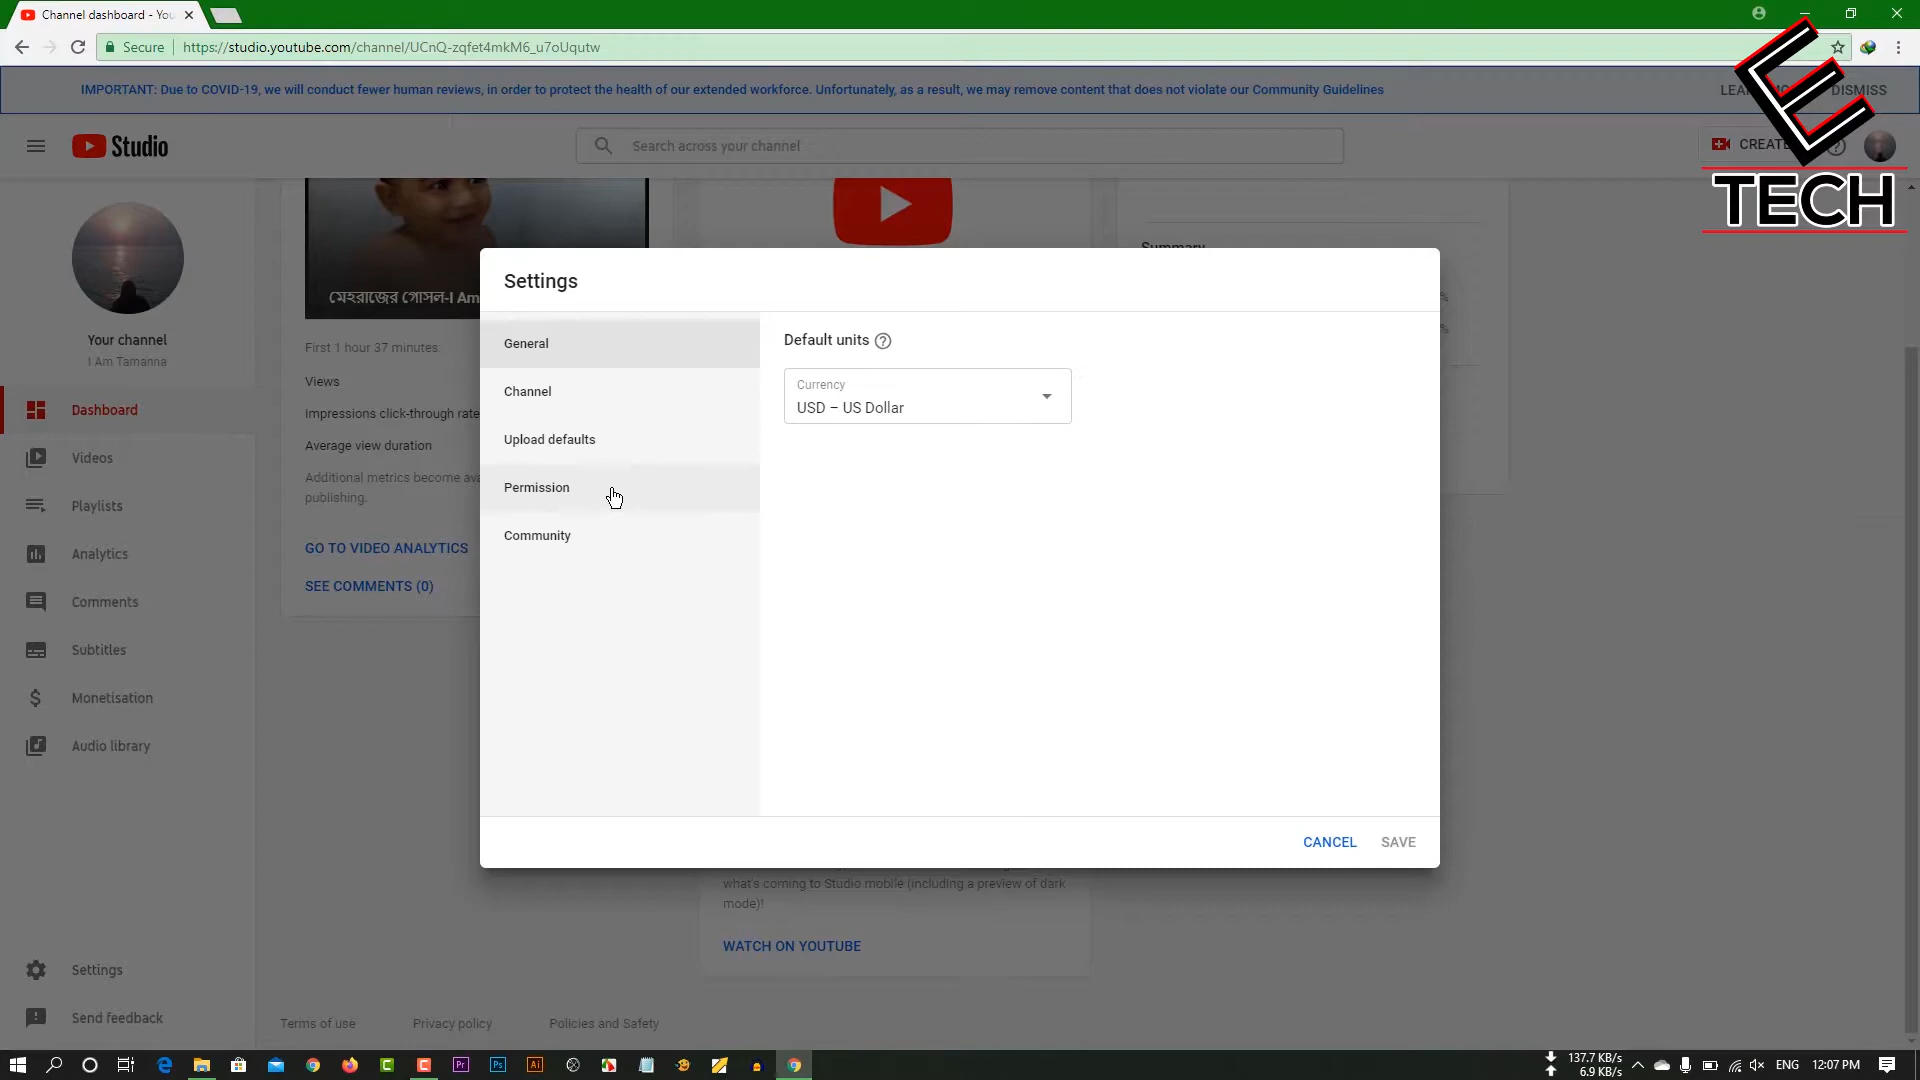 Channel dashboard - You
Secure
https://studio.youtube.com/channel/UCnQ-zqfet4mkM6_u7oUqutw
IMPORTANT: Due to COVID-19, we will conduct fewer human reviews, in order to protect the health of our extended workforce. Unfortunately, as a result, we may remove content that does not violate our Community Guidelines
DISMISS
Studio
Search across your channel
CREATE
TECH
Summary
মেহরাজের গোসল-I Am
Your channel
I Am Tamanna
First 1 hour 37 minutes.
Views
Impressions click-through rate
Average view duration
Additional metrics become
publishing.
GO TO VIDEO ANALYTICS
SEE COMMENTS (0)
Dashboard
Videos
Playlists
Analytics
Comments
Subtitles
Monetisation
Audio library
Settings
Send feedback
Settings
General
Channel
Upload defaults
Permission
Community
Default units
Currency
USD – US Dollar
CANCEL
SAVE
what's coming to Studio mobile (including a preview of dark
mode)!
WATCH ON YOUTUBE
Terms of use
Privacy policy
Policies and Safety
137.7 KB/s
6.9 KB/s
ENG
12:07 PM